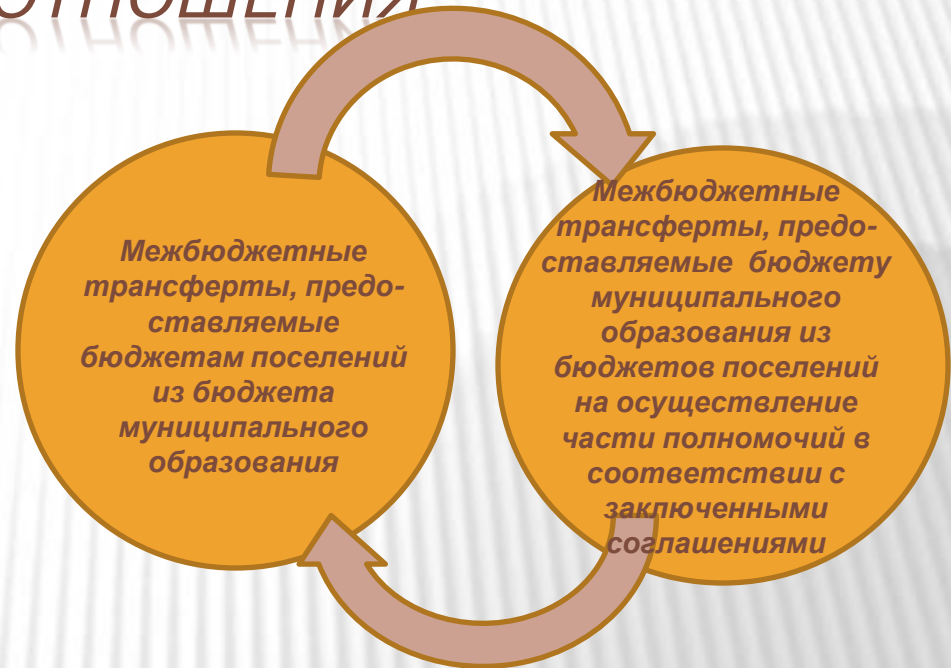 ОТНОШЕНИЯ
Межбюджетные
трансферты, предо-
ставляемые
бюджетам поселений
из бюджета
муниципального
образования
Межбюджетные
трансферты, предо-
ставляемые бюджету
муниципального
образования из
бюджетов поселений
на осуществление
части полномочий в
соответствии с
заключенными
соглашениями